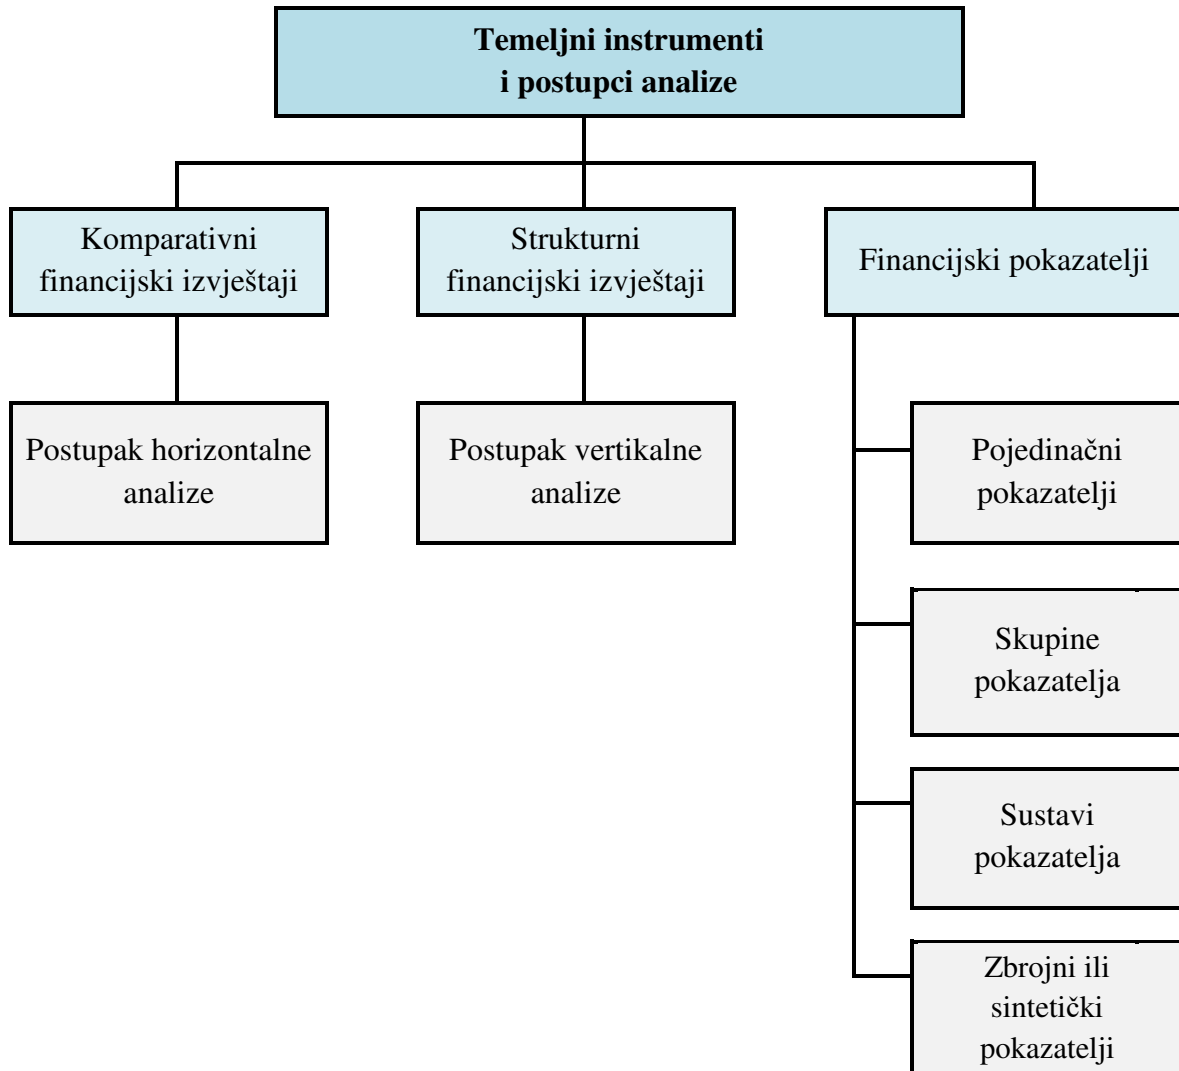 Temeljni instrumenti
i postupci analize
Komparativni
financijski izvještaji
Strukturni
financijski izvještaji
Financijski pokazatelji
Postupak horizontalne
analize
Postupak vertikalne
analize
Pojedinačni
pokazatelji
Skupine
pokazatelja
Sustavi
pokazatelja
Zbrojni ili
sintetički
pokazatelji